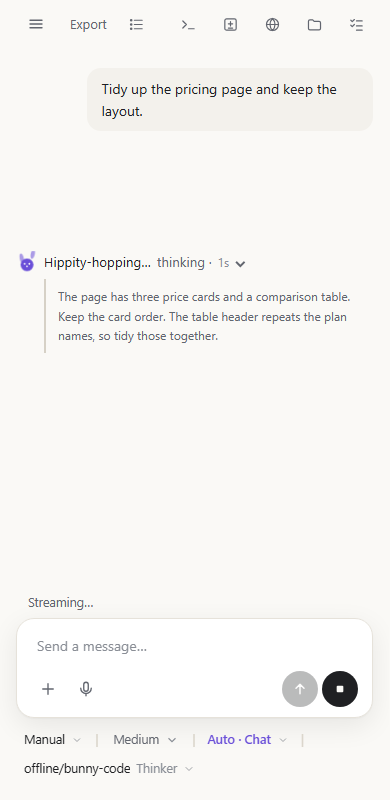 Export
Tidy up the pricing page and keep the
layout.
Hippity-hopping... thinking · 1s
The page has three price cards and a comparison table.
Keep the card order. The table header repeats the plan
names, so tidy those together.
Streaming...
Send a message...
Manual | Medium | Auto · Chat |
offline/bunny-code Thinker